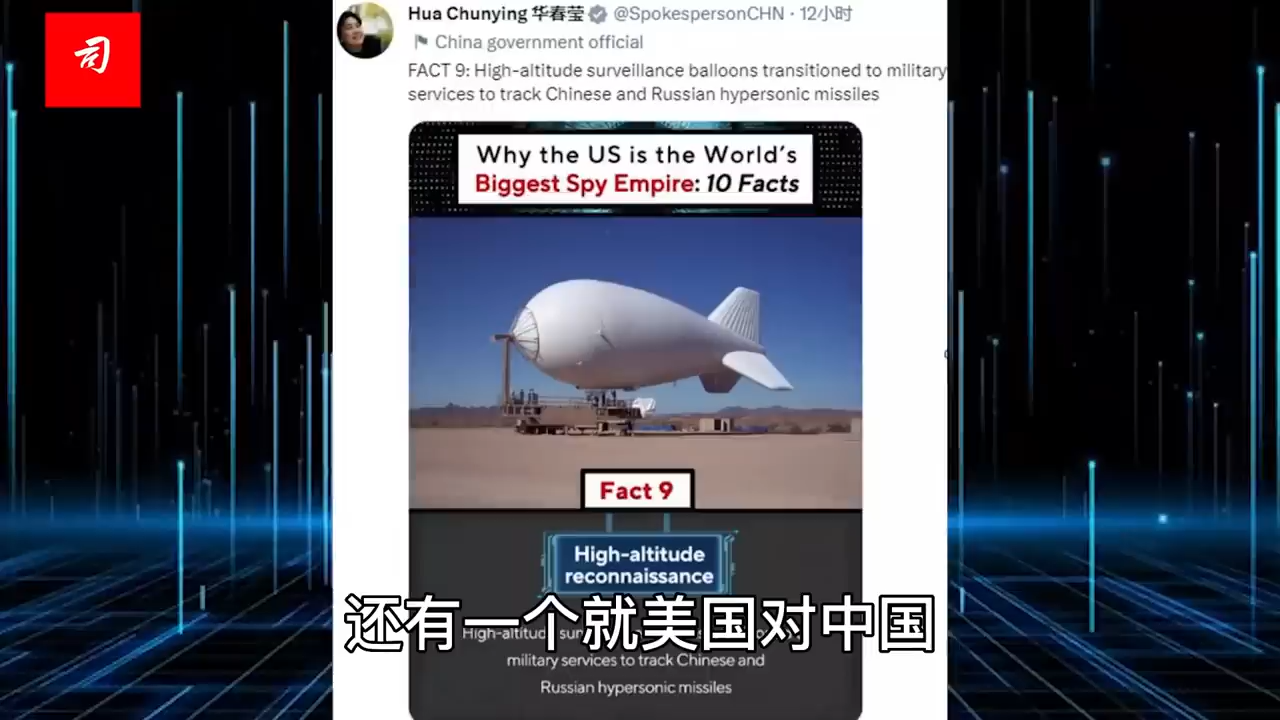 司
Hua Chunying 华春莹 @SpokespersonCHN · 12小时
China government official
FACT 9: High-altitude surveillance balloons transitioned to military
services to track Chinese and Russian hypersonic missiles
Why the US is the World's
Biggest Spy Empire: 10 Facts
Fact 9
High-altitude
reconnaissance
还有一个就美国对中国
High-altitude
military services to track Chinese and
Russian hypersonic missiles